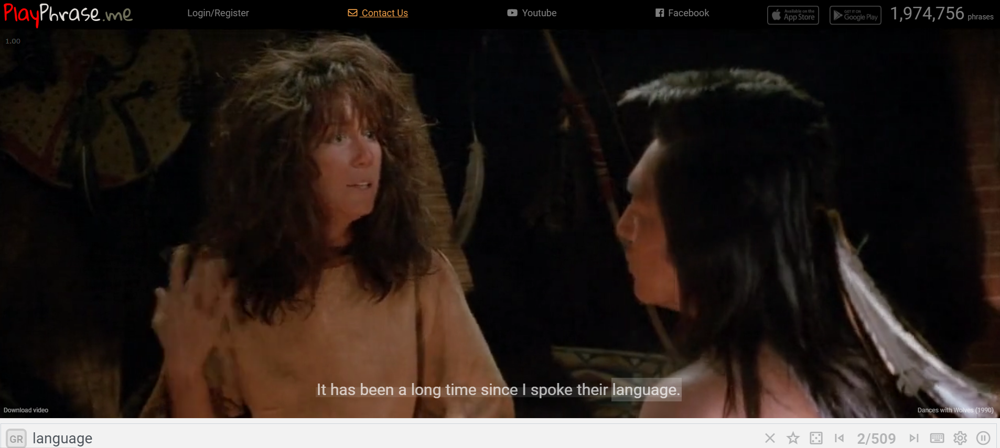 PlayPhrase.me
Login/Register
Contact Us
Youtube
Facebook
Available on the App Store
GET IT ON Google Play
1,974,756 phrases
1.00
It has been a long time since I spoke their language.
Download video
Dances with Wolves (1990)
GR language
2/509